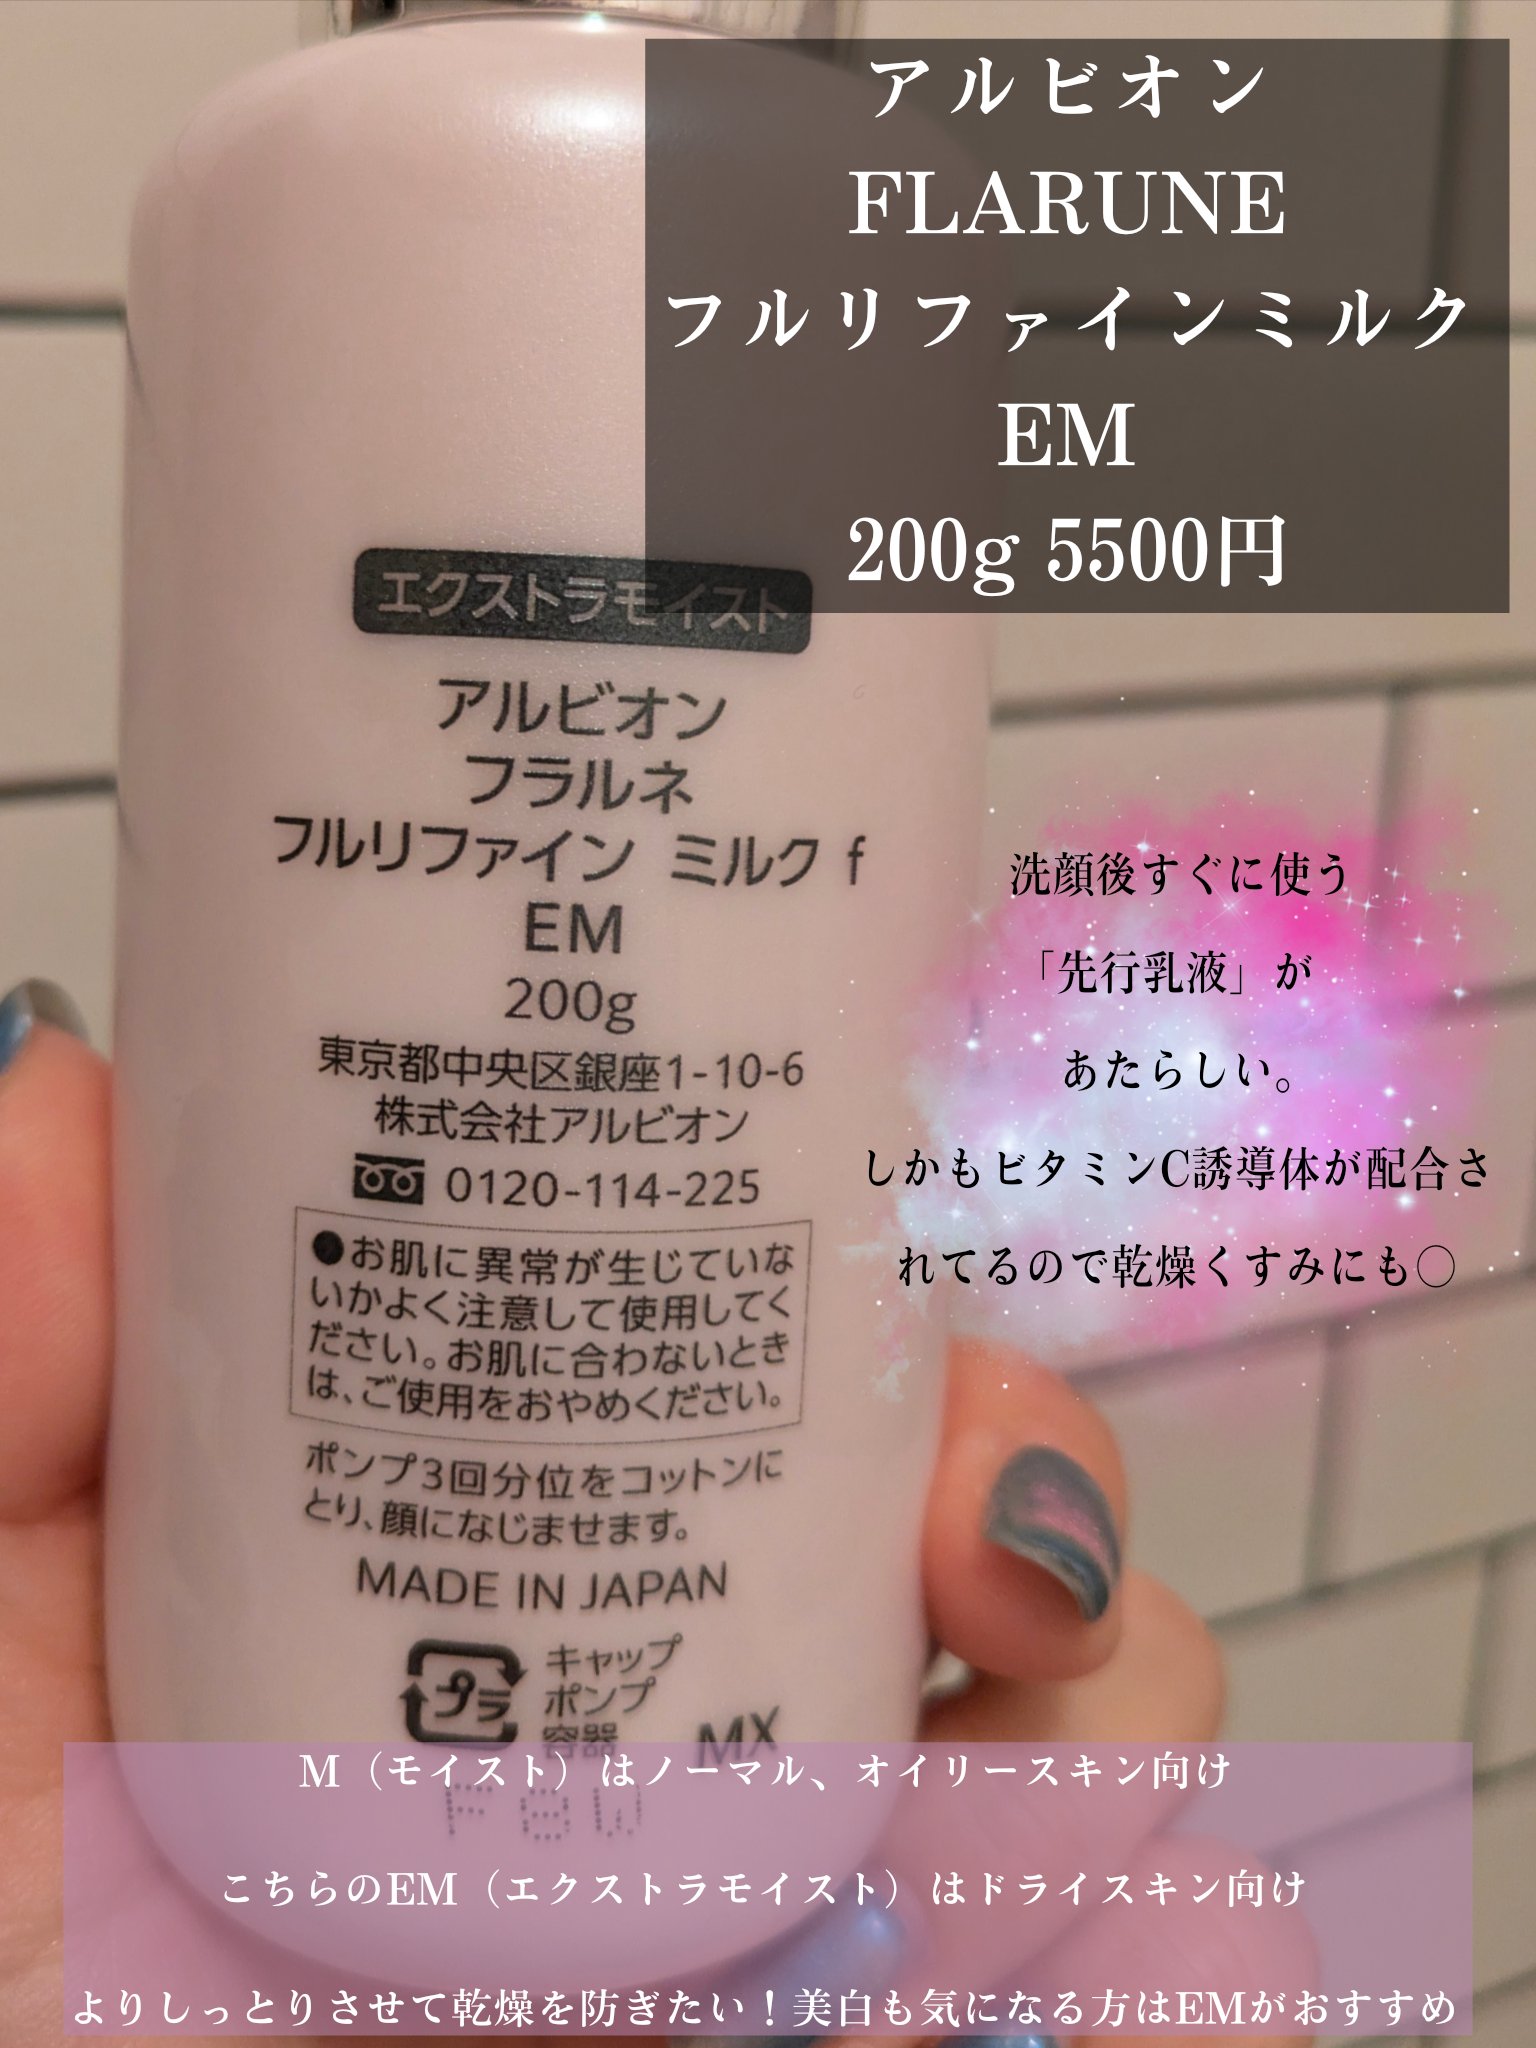 アルビオン
FLARUNE
フルリファインミルク
EM
200g 5500円
エクストラモイスト
アルビオン
フラルネ
フルリファイン ミルク f
EM
200g
東京都中央区銀座1-10-6
株式会社アルビオン
0120-114-225
●お肌に異常が生じていな
いかよく注意して使用してく
ださい。お肌に合わないとき
は、ご使用をおやめください。
ポンプ3回分位をコットンに
とり、顔になじませます。
MADE IN JAPAN
プラ
キャップ
ポンプ
容器
MX
洗顔後すぐに使う
「先行乳液」が
あたらしい。
しかもビタミンC誘導体が配合さ
れてるので乾燥くすみにも○
M（モイスト）はノーマル、オイリースキン向け
こちらのEM（エクストラモイスト）はドライスキン向け
よりしっとりさせて乾燥を防ぎたい！美白も気になる方はEMがおすすめ